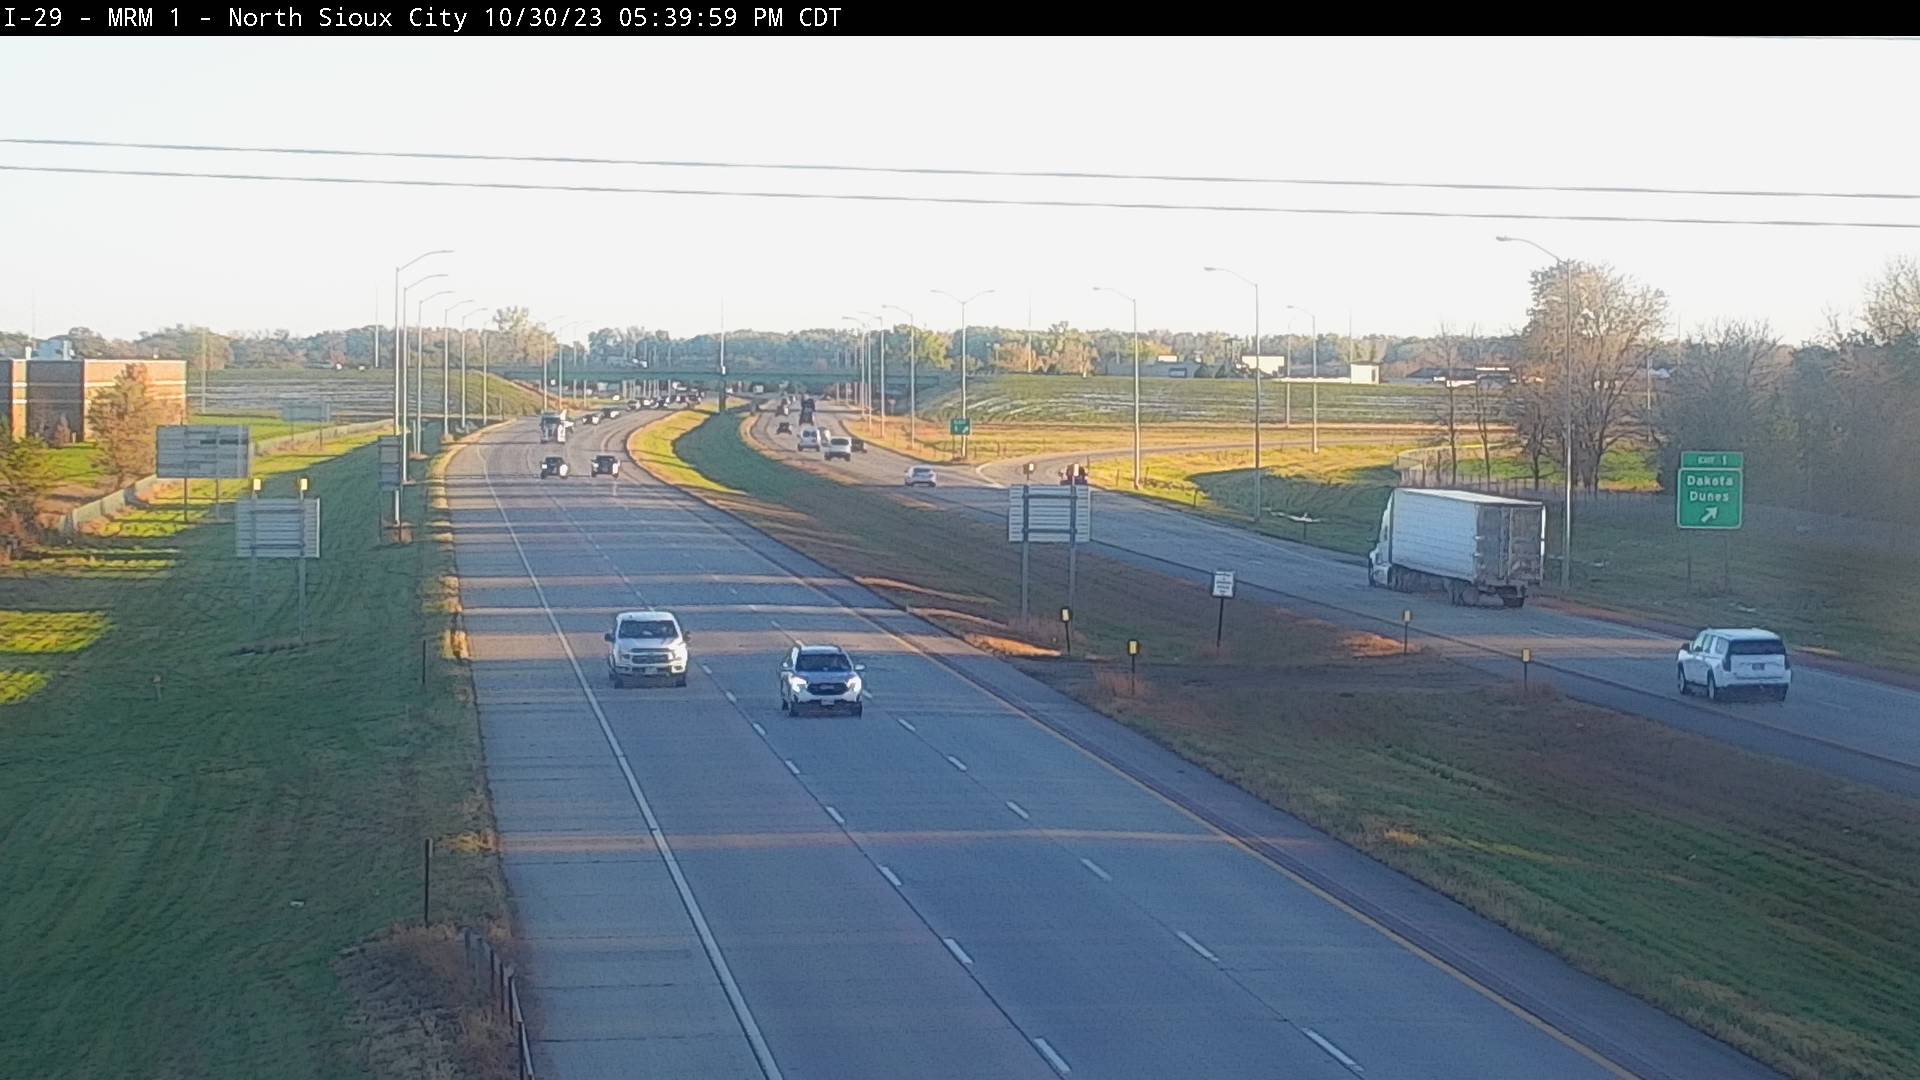 I-29 - MRM 1 - North Sioux City 10/30/23 05:39:59 PM CDT
EXIT 1
Dakota
Dunes